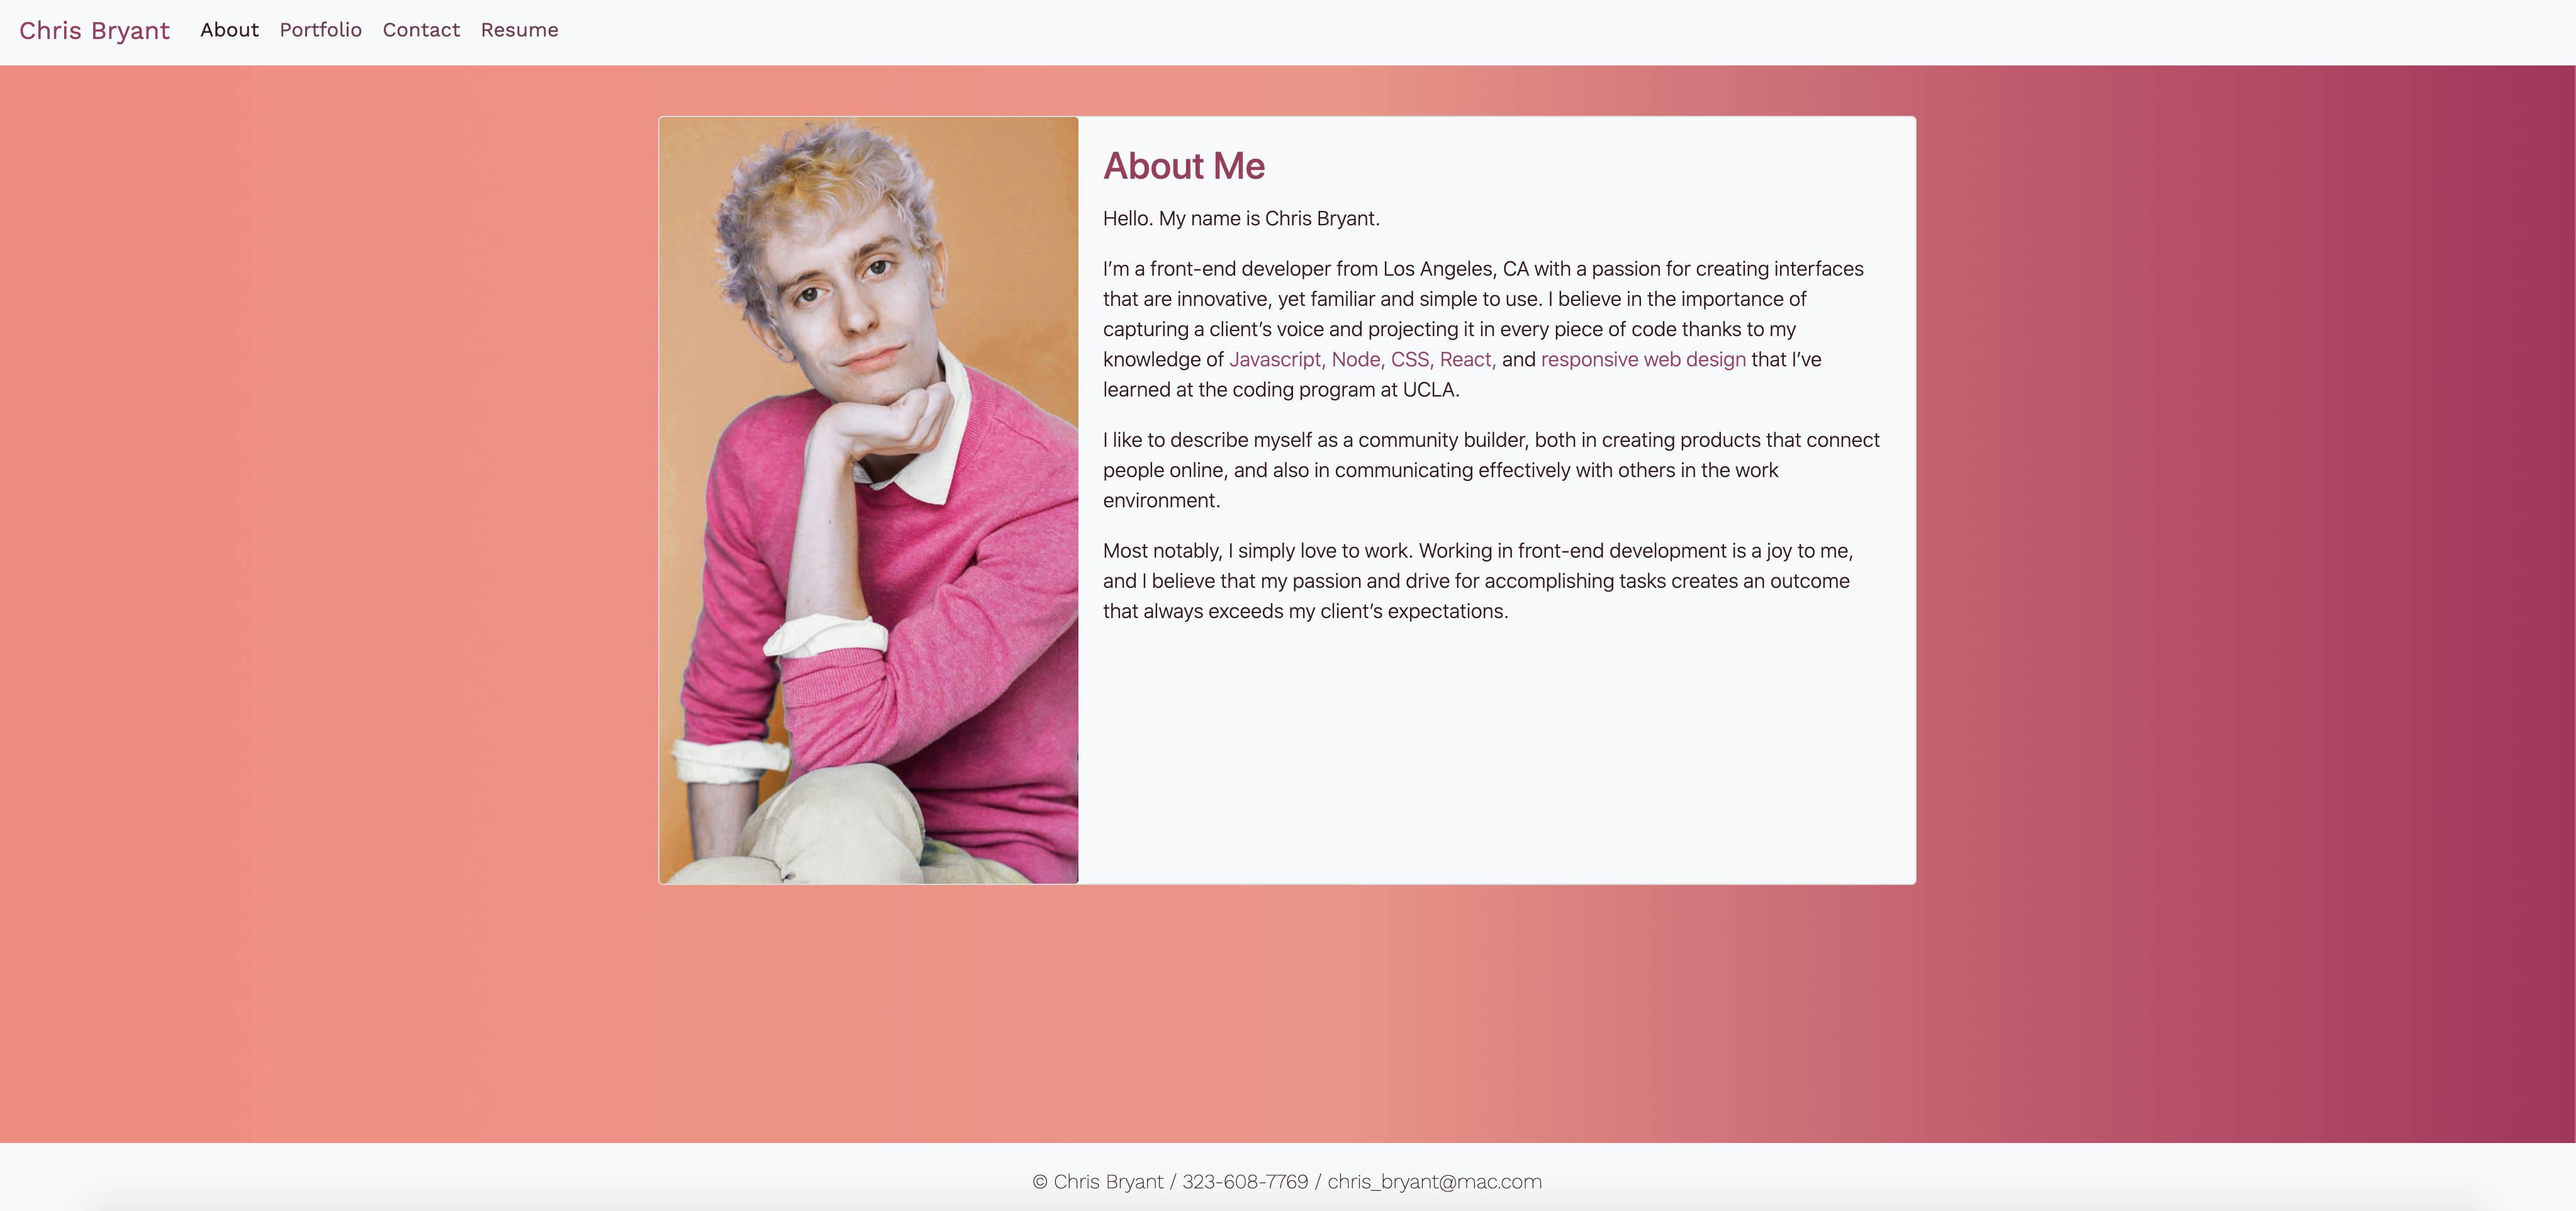 Chris Bryant About Portfolio Contact Resume
About Me
Hello. My name is Chris Bryant.
I’m a front-end developer from Los Angeles, CA with a passion for creating interfaces
that are innovative, yet familiar and simple to use. I believe in the importance of
capturing a client’s voice and projecting it in every piece of code thanks to my
knowledge of Javascript, Node, CSS, React, and responsive web design that I’ve
learned at the coding program at UCLA.
I like to describe myself as a community builder, both in creating products that connect
people online, and also in communicating effectively with others in the work
environment.
Most notably, I simply love to work. Working in front-end development is a joy to me,
and I believe that my passion and drive for accomplishing tasks creates an outcome
that always exceeds my client’s expectations.
© Chris Bryant / 323-608-7769 / chris_bryant@mac.com